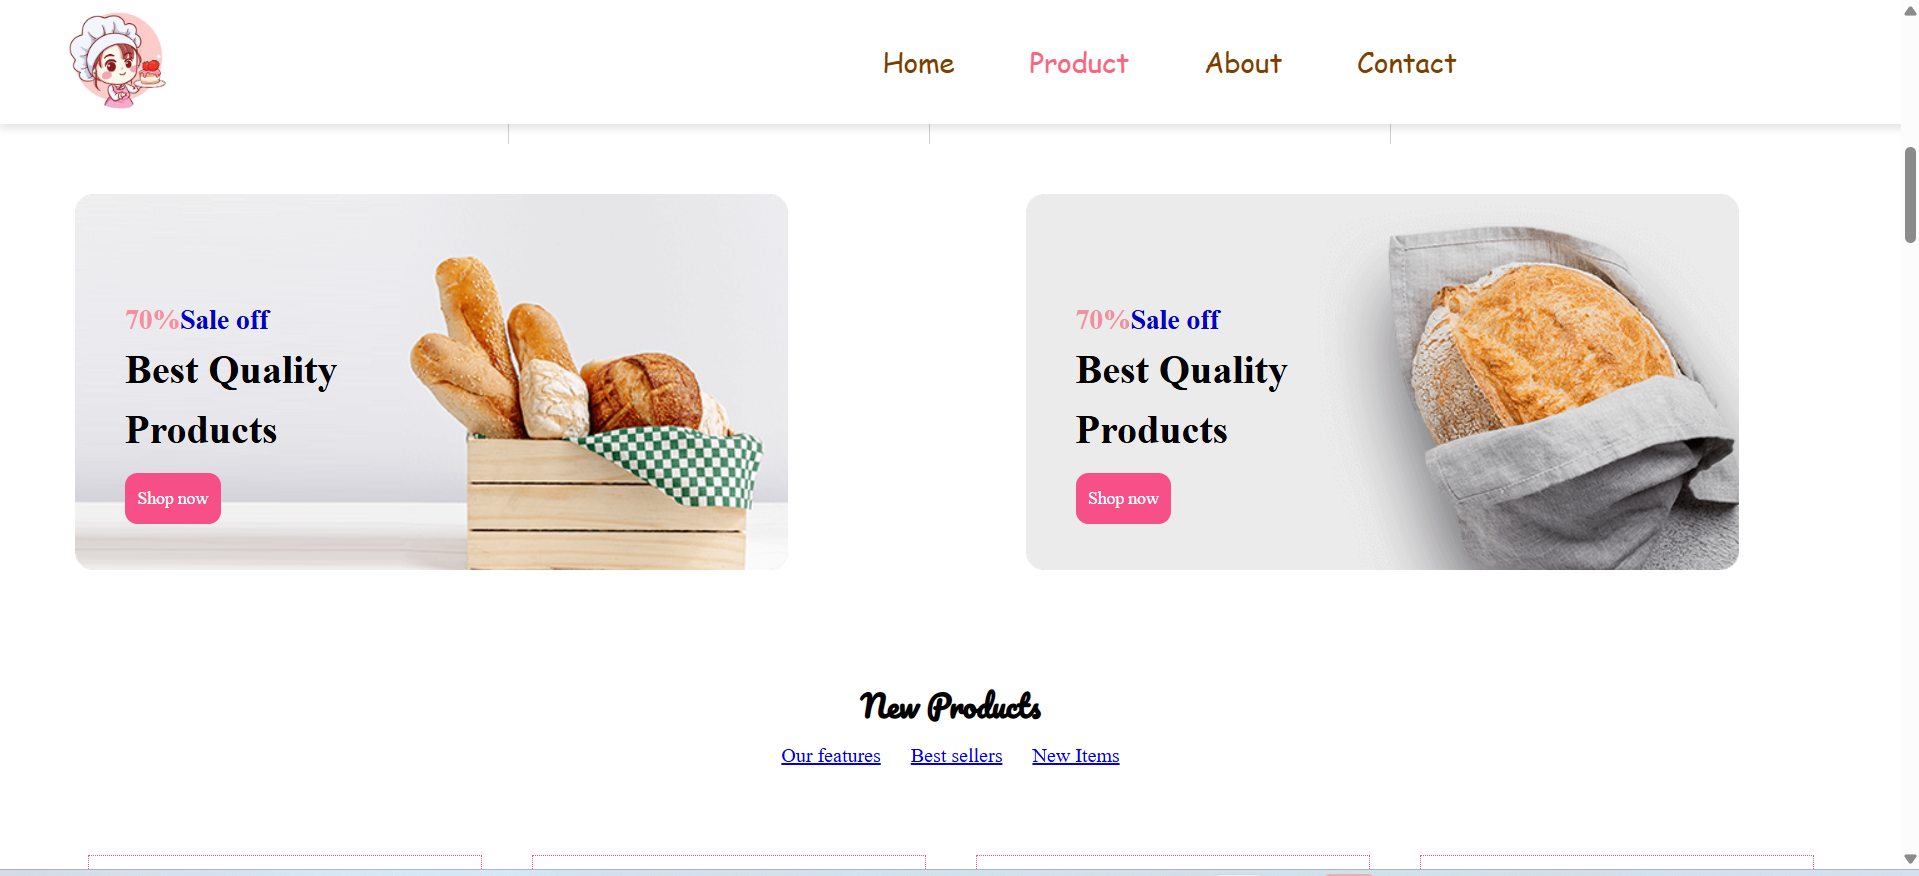 Home Product About Contact
70%Sale off
Best Quality
Products
Shop now
70%Sale off
Best Quality
Products
Shop now
New Products
Our features Best sellers New Items